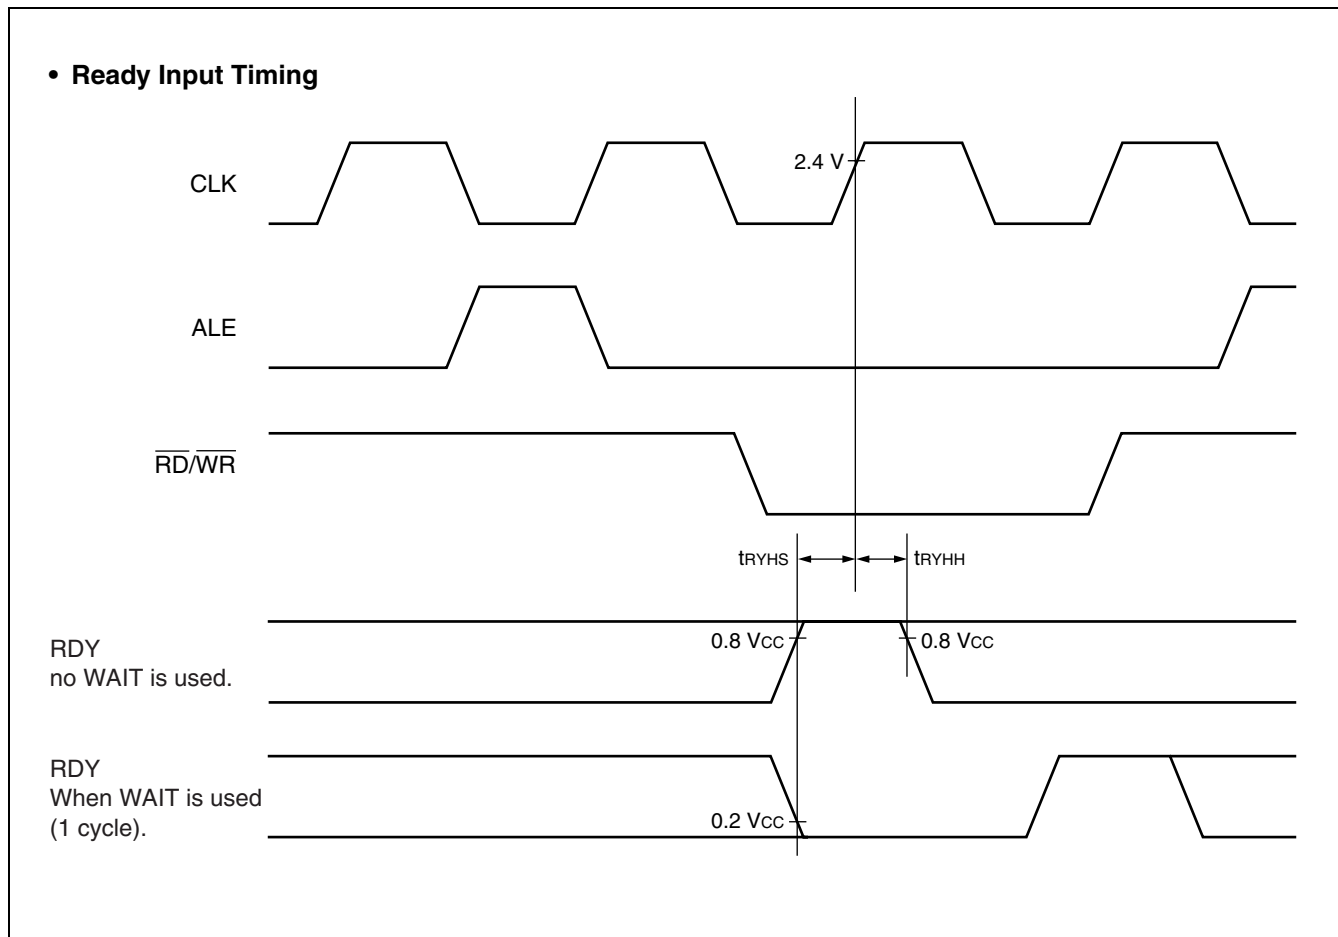 • Ready Input Timing
CLK
2.4 V
ALE
RD/WR
tRYHS
tRYHH
RDY
no WAIT is used.
0.8 VCC
0.8 VCC
RDY
When WAIT is used
(1 cycle).
0.2 VCC